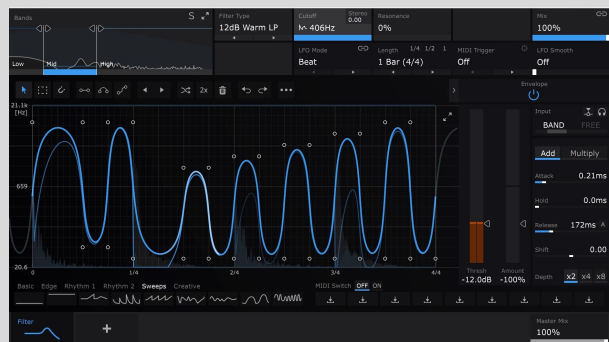 Bands
S
Filter Type
Cutoff
Stereo
0.00
Resonance
Mix
12dB Warm LP
406Hz
0%
100%
LFO Mode
Length 1/4 1/2 1
MIDI Trigger
LFO Smooth
Low Mid High
Beat
1 Bar (4/4)
Off
Off
2x
Envelope
21.1k
[Hz]
Input
BAND FREE
Add Multiply
Attack 0.21ms
659
Hold 0.0ms
Release 172ms A
Shift 0.00
20.6
0 1/4 2/4 3/4 4/4
Thresh Amount
-12.0dB -100%
Depth x2 x4 x8
Basic Edge Rhythm 1 Rhythm 2 Sweeps Creative
MIDI Switch OFF ON
Filter
+
Master Mix
100%